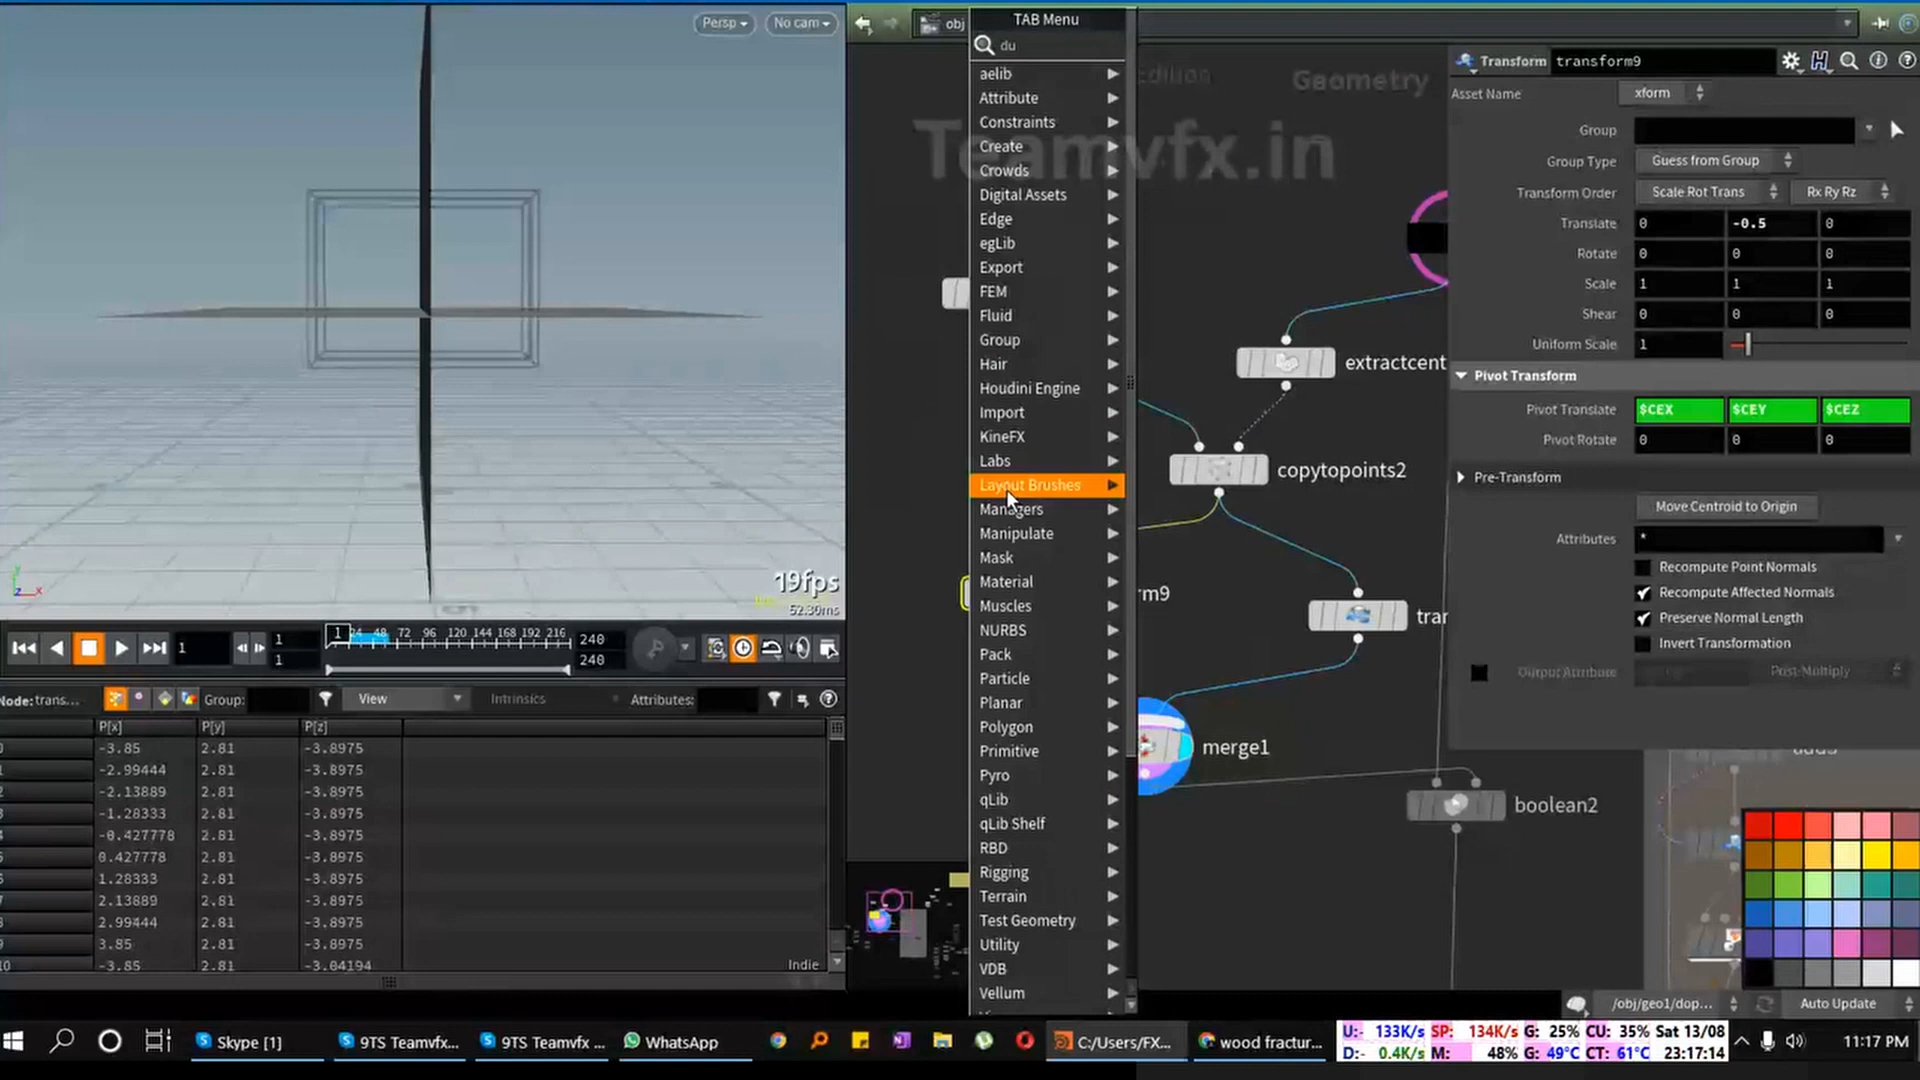 Persp
No cam
19fps
52.30ms
1
1
1
1
24
48
72
96
120
144
168
192
216
240
240
Group:
View
Intrinsics
Attributes:
P[x]
P[y]
P[z]
-3.85 2.81 -3.8975
-2.99444 2.81 -3.8975
-2.13889 2.81 -3.8975
-1.28333 2.81 -3.8975
-0.427778 2.81 -3.8975
0.427778 2.81 -3.8975
1.28333 2.81 -3.8975
2.13889 2.81 -3.8975
2.99444 2.81 -3.8975
3.85 2.81 -3.8975
-3.85 2.81 -3.04194
Indie
obj
TAB Menu
du
aelib
Attribute
Constraints
Create
Crowds
Digital Assets
Edge
egLib
Export
FEM
Fluid
Group
Hair
Houdini Engine
Import
KineFX
Labs
Layout Brushes
Managers
Manipulate
Mask
Material
Muscles
NURBS
Pack
Particle
Planar
Polygon
Primitive
Pyro
qLib
qLib Shelf
RBD
Rigging
Terrain
Test Geometry
Utility
VDB
Vellum
Edition
Geometry
Teamvfx.in
extractcent
copytopoints2
rm9
tran
merge1
boolean2
Transform transform9
Asset Name xform
Group
Group Type Guess from Group
Transform Order Scale Rot Trans Rx Ry Rz
Translate 0 -0.5 0
Rotate 0 0 0
Scale 1 1 1
Shear 0 0 0
Uniform Scale 1
Pivot Transform
Pivot Translate $CEX $CEY $CEZ
Pivot Rotate 0 0 0
Pre-Transform
Move Centroid to Origin
Attributes *
Recompute Point Normals
Recompute Affected Normals
Preserve Normal Length
Invert Transformation
Output Attribute
Post-Multiply
/obj/geo1/dop...
Auto Update
Skype [1]
9TS Teamvfx...
9TS Teamvfx ...
WhatsApp
C:/Users/FX...
wood fractur...
U:- 133K/s SP: 134K/s G: 25% CU: 35% Sat 13/08
D:- 0.4K/s M: 48% G: 49°C CT: 61°C 23:17:14
11:17 PM